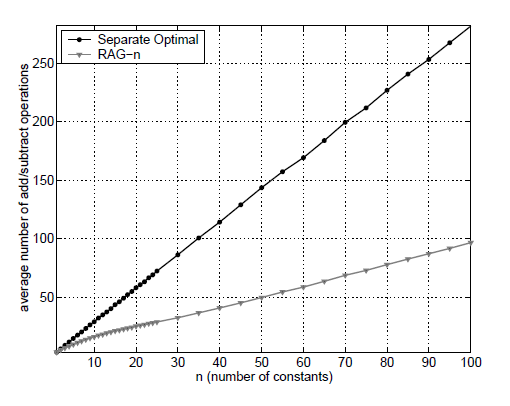 Separate Optimal
RAG−n
average number of add/subtract operations
250
200
150
100
50
10 20 30 40 50 60 70 80 90 100
n (number of constants)